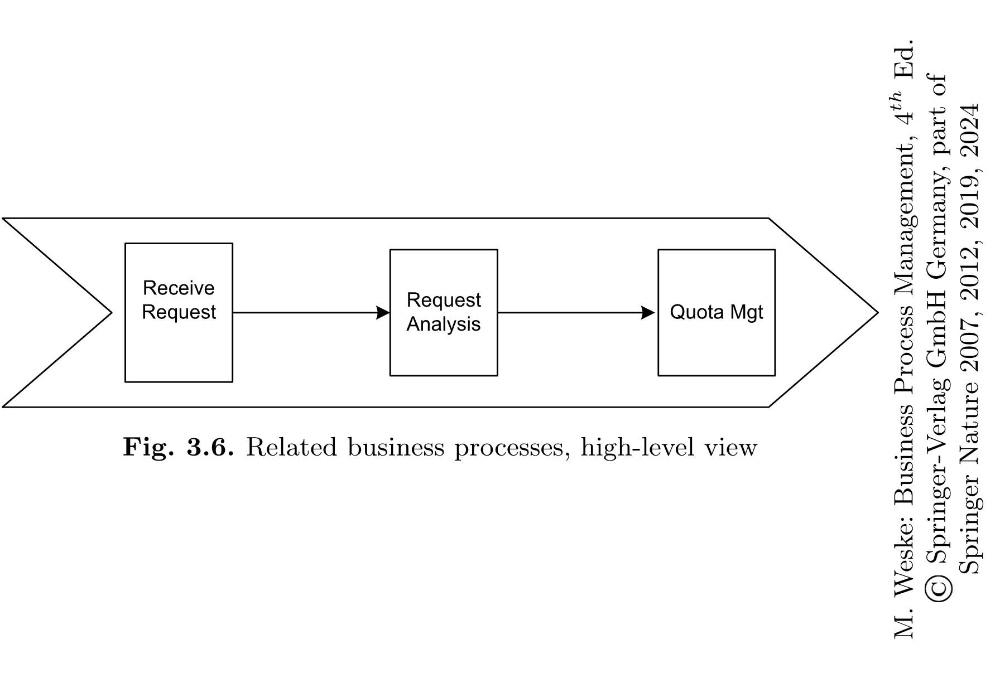 Receive
Request
Request
Analysis
Quota Mgt
Fig. 3.6. Related business processes, high-level view
M. Weske: Business Process Management, 4th Ed.
© Springer-Verlag GmbH Germany, part of
Springer Nature 2007, 2012, 2019, 2024